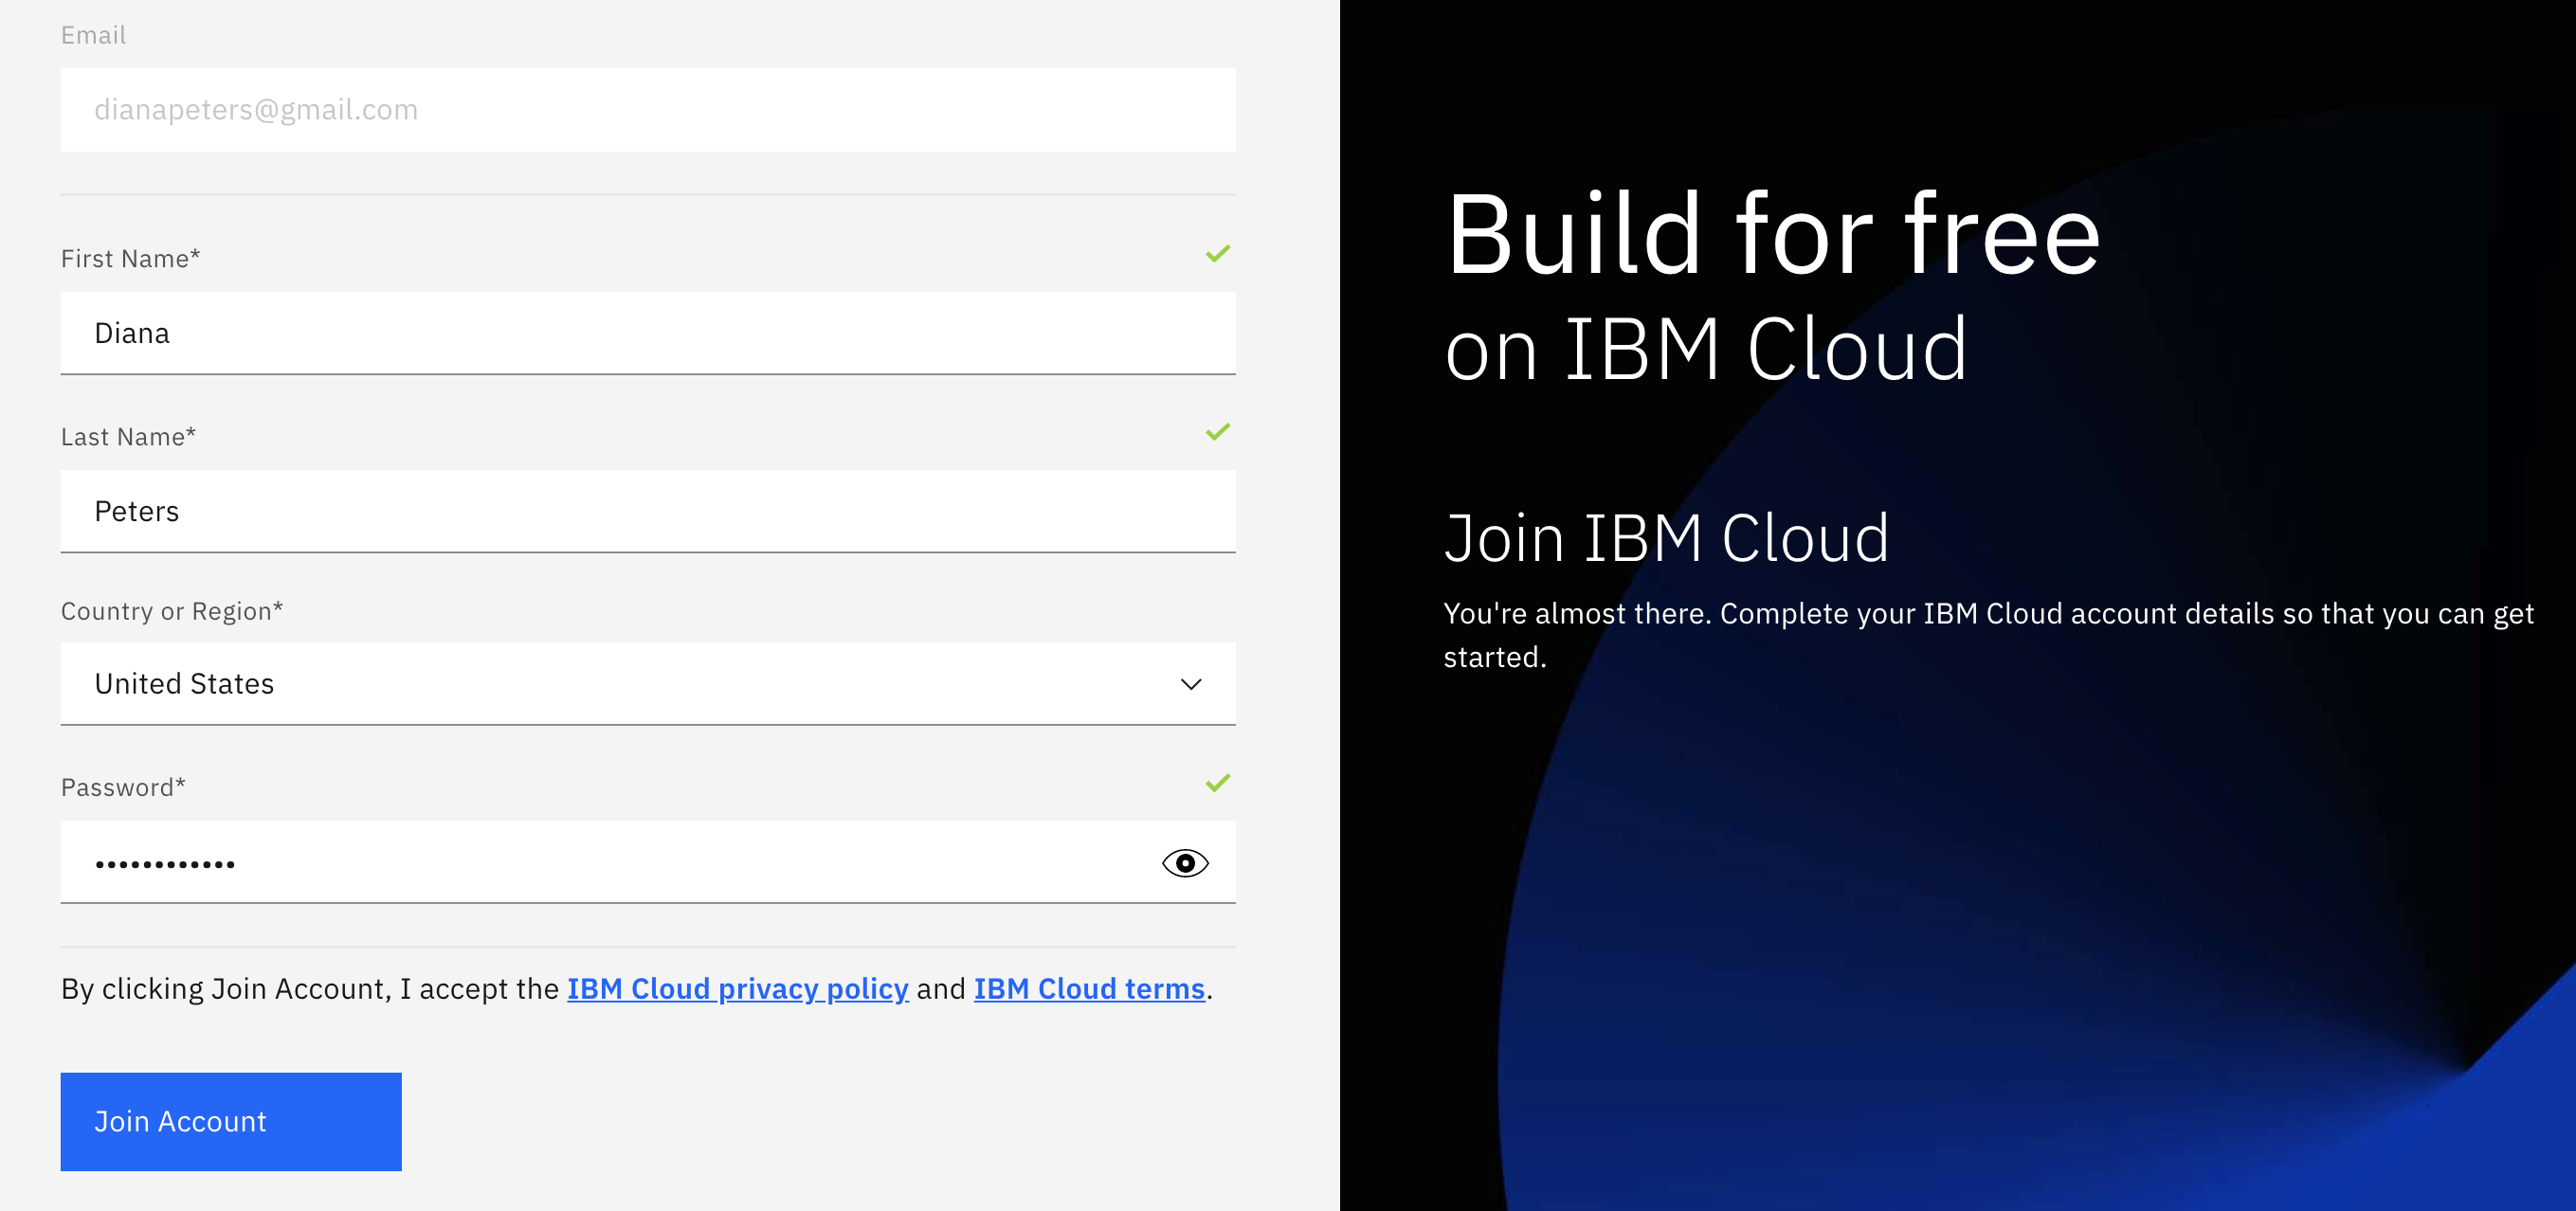 Email
dianapeters@gmail.com
First Name*
Diana
Last Name*
Peters
Country or Region*
United States
Password*
••••••••••••
By clicking Join Account, I accept the IBM Cloud privacy policy and IBM Cloud terms.
Join Account
Build for free
on IBM Cloud
Join IBM Cloud
You're almost there. Complete your IBM Cloud account details so that you can get
started.